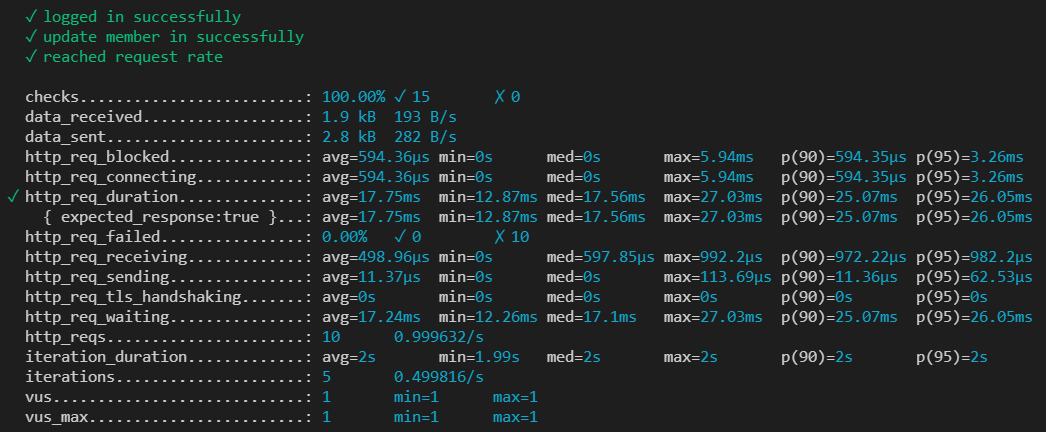 ✓ logged in successfully
✓ update member in successfully
✓ reached request rate
checks.........................: 100.00% ✓ 15 ✗ 0
data_received..................: 1.9 kB 193 B/s
data_sent......................: 2.8 kB 282 B/s
http_req_blocked...............: avg=594.36µs min=0s med=0s max=5.94ms p(90)=594.35µs p(95)=3.26ms
http_req_connecting............: avg=594.36µs min=0s med=0s max=5.94ms p(90)=594.35µs p(95)=3.26ms
✓ http_req_duration..............: avg=17.75ms min=12.87ms med=17.56ms max=27.03ms p(90)=25.07ms p(95)=26.05ms
{ expected_response:true }...: avg=17.75ms min=12.87ms med=17.56ms max=27.03ms p(90)=25.07ms p(95)=26.05ms
http_req_failed................: 0.00% ✓ 0 ✗ 10
http_req_receiving.............: avg=498.96µs min=0s med=597.85µs max=992.2µs p(90)=972.22µs p(95)=982.2µs
http_req_sending...............: avg=11.37µs min=0s med=0s max=113.69µs p(90)=11.36µs p(95)=62.53µs
http_req_tls_handshaking.......: avg=0s min=0s med=0s max=0s p(90)=0s p(95)=0s
http_req_waiting...............: avg=17.24ms min=12.26ms med=17.1ms max=27.03ms p(90)=25.07ms p(95)=26.05ms
http_reqs......................: 10 0.999632/s
iteration_duration.............: avg=2s min=1.99s med=2s max=2s p(90)=2s p(95)=2s
iterations.....................: 5 0.499816/s
vus............................: 1 min=1 max=1
vus_max........................: 1 min=1 max=1